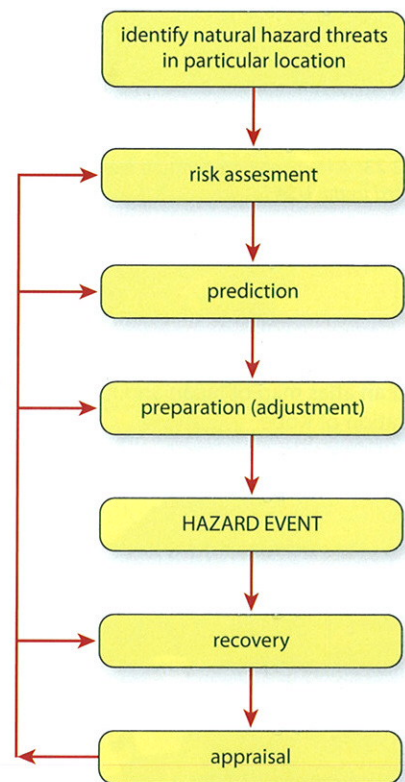 identify natural hazard threats
in particular location
risk assesment
prediction
preparation (adjustment)
HAZARD EVENT
recovery
appraisal